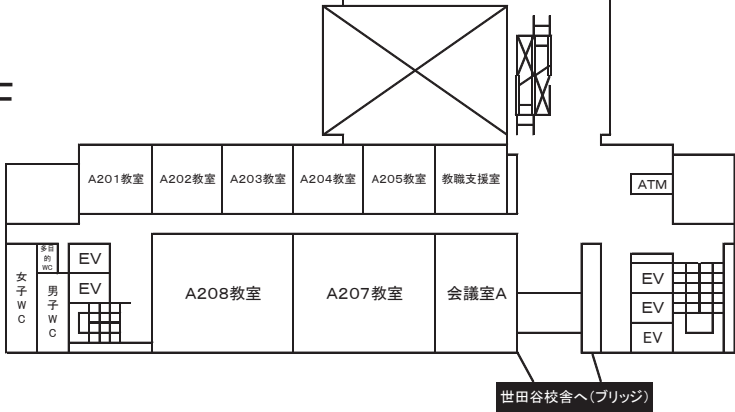 A201教室
A202教室
A203教室
A204教室
A205教室
教職支援室
ATM
女子WC
多目的WC
男子WC
EV
EV
A208教室
A207教室
会議室A
EV
EV
EV
世田谷校舎へ(ブリッジ)